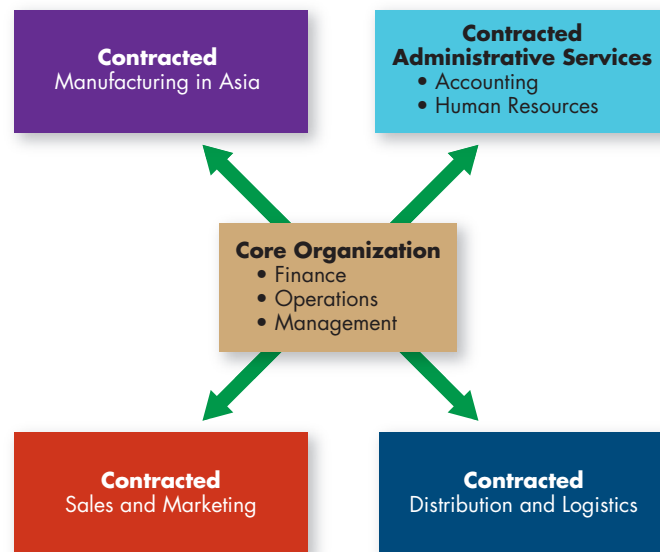 Contracted
Manufacturing in Asia
Contracted
Administrative Services
• Accounting
• Human Resources
Core Organization
• Finance
• Operations
• Management
Contracted
Sales and Marketing
Contracted
Distribution and Logistics